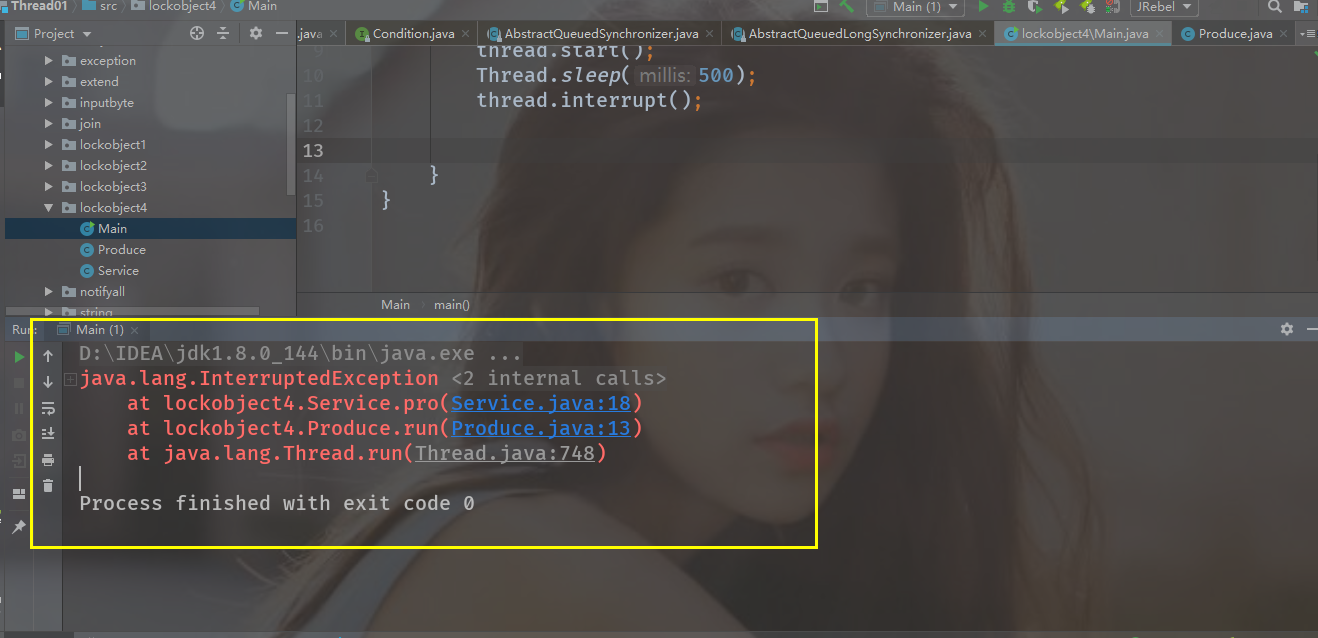 Thread01 src lockobject4 Main Main (1) JRebel
Project .java Condition.java AbstractQueuedSynchronizer.java AbstractQueuedLongSynchronizer.java lockobject4\Main.java Produce.java
exception
extend
inputbyte
join
lockobject1
lockobject2
lockobject3
lockobject4
Main
Produce
Service
notifyall
string
9 thread.start();
10 Thread.sleep( millis: 500);
11 thread.interrupt();
12
13
14 }
15 }
16
Main main()
Run: Main (1)
D:\IDEA\jdk1.8.0_144\bin\java.exe ...
java.lang.InterruptedException <2 internal calls>
at lockobject4.Service.pro(Service.java:18)
at lockobject4.Produce.run(Produce.java:13)
at java.lang.Thread.run(Thread.java:748)
Process finished with exit code 0